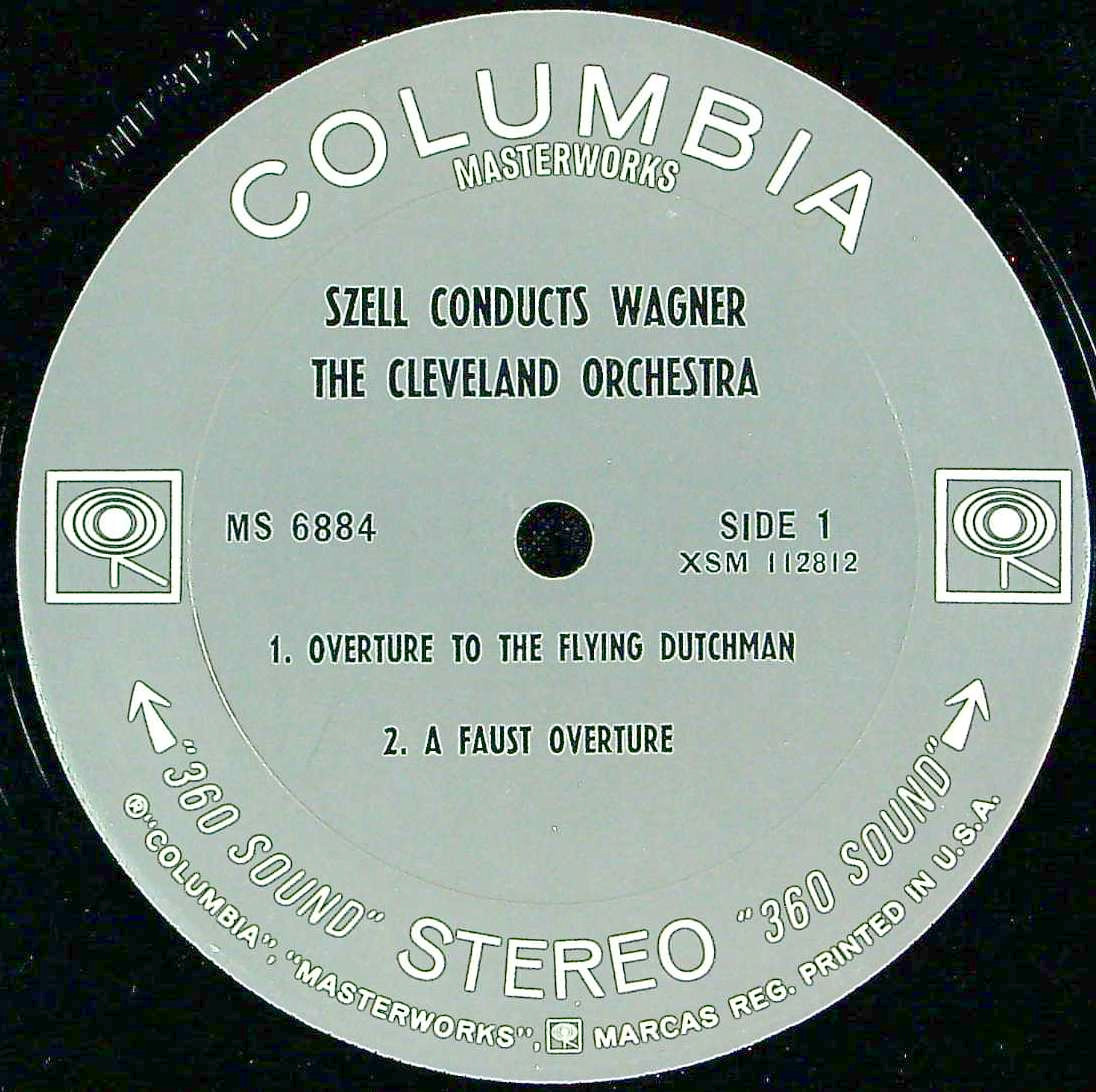 COLUMBIA
MASTERWORKS
SZELL CONDUCTS WAGNER
THE CLEVELAND ORCHESTRA
MS 6884
SIDE 1
XSM 112812
1. OVERTURE TO THE FLYING DUTCHMAN
2. A FAUST OVERTURE
"360 SOUND" STEREO "360 SOUND"
®"COLUMBIA", "MASTERWORKS", MARCAS REG. PRINTED IN U.S.A.